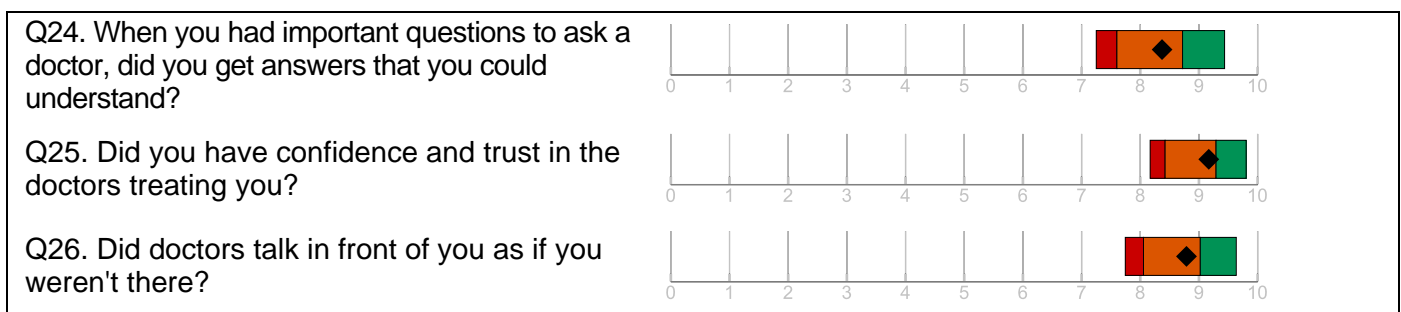 Q24. When you had important questions to ask a
doctor, did you get answers that you could
understand?
0 1 2 3 4 5 6 7 8 9 10
Q25. Did you have confidence and trust in the
doctors treating you?
0 1 2 3 4 5 6 7 8 9 10
Q26. Did doctors talk in front of you as if you
weren't there?
0 1 2 3 4 5 6 7 8 9 10